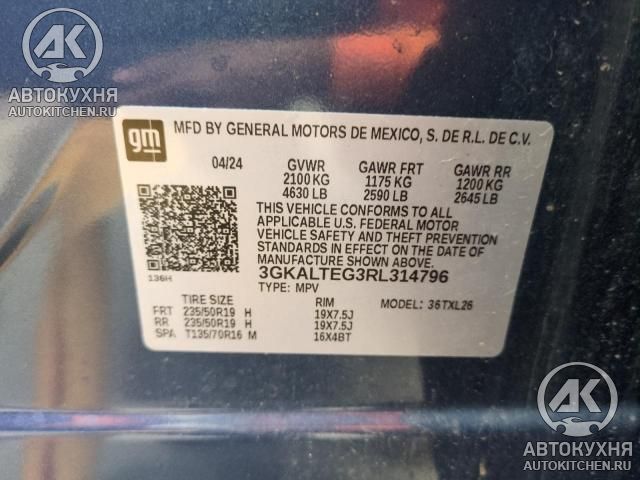 АК
АВТОКУХНЯ
AUTOKITCHEN.RU
gm
MFD BY GENERAL MOTORS DE MEXICO, S. DE R.L. DE C.V.
04/24 GVWR GAWR FRT GAWR RR
2100 KG 1175 KG 1200 KG
4630 LB 2590 LB 2645 LB
THIS VEHICLE CONFORMS TO ALL
APPLICABLE U.S. FEDERAL MOTOR
VEHICLE SAFETY AND THEFT PREVENTION
STANDARDS IN EFFECT ON THE DATE OF
MANUFACTURE SHOWN ABOVE.
136H
3GKALTEG3RL314796
TYPE: MPV
TIRE SIZE RIM MODEL: 36TXL26
FRT 235/50R19 H 19X7.5J
RR 235/50R19 H 19X7.5J
SPA T135/70R16 M 16X4BT
АК
АВТОКУХНЯ
AUTOKITCHEN.RU